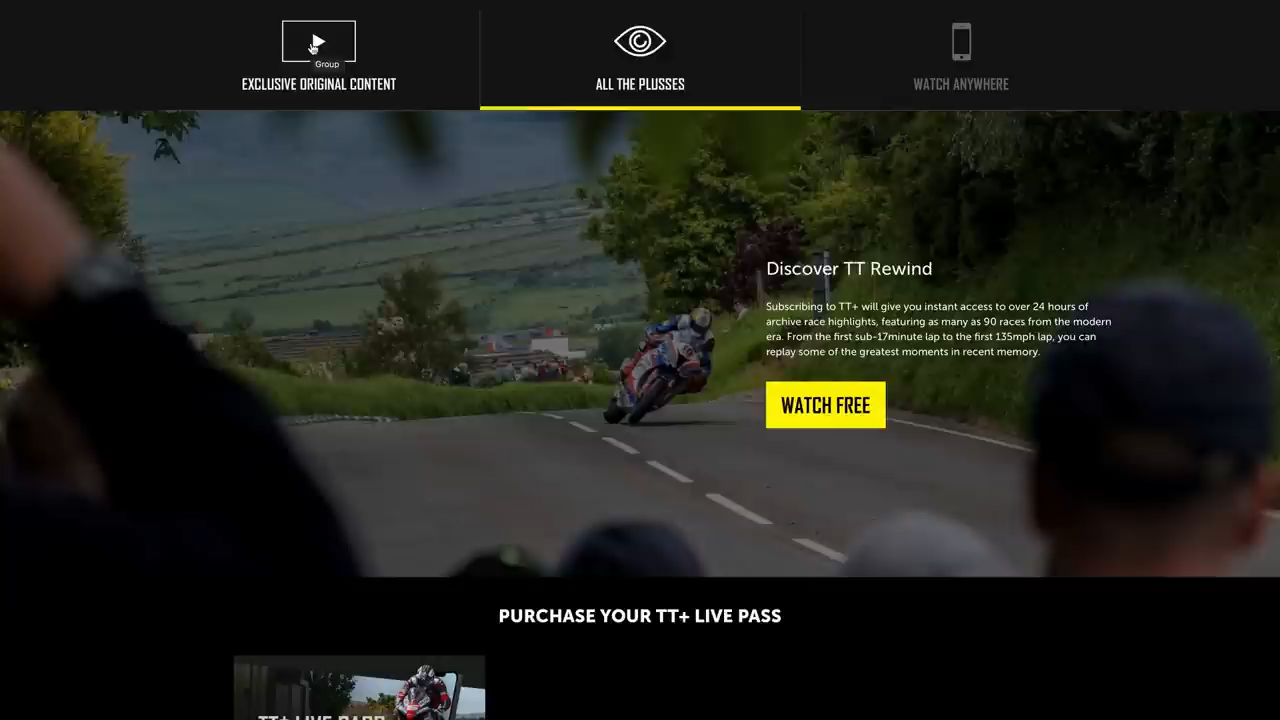 Group
EXCLUSIVE ORIGINAL CONTENT
ALL THE PLUSSES
WATCH ANYWHERE
Discover TT Rewind
Subscribing to TT+ will give you instant access to over 24 hours of
archive race highlights, featuring as many as 90 races from the modern
era. From the first sub-17minute lap to the first 135mph lap, you can
replay some of the greatest moments in recent memory.
WATCH FREE
PURCHASE YOUR TT+ LIVE PASS
TT+ LIVE PASS